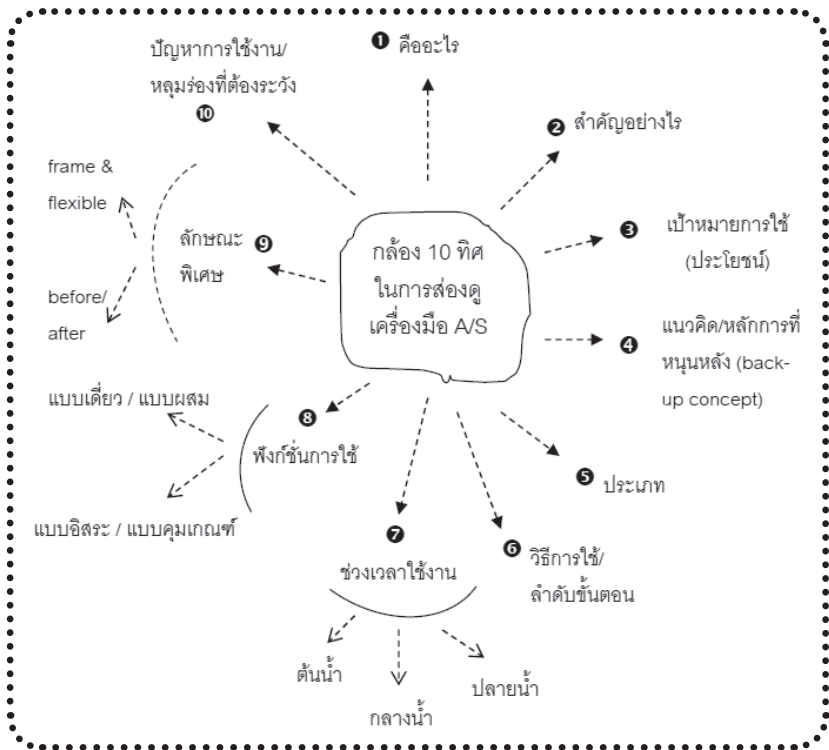 กล้อง 10 ทิศ
ในการส่องดู
เครื่องมือ A/S
❶ คืออะไร
❷ สำคัญอย่างไร
❸ เป้าหมายการใช้
(ประโยชน์)
❹ แนวคิด/หลักการที่
หนุนหลัง (back-
up concept)
❺ ประเภท
❻ วิธีการใช้/
ลำดับขั้นตอน
❼
ช่วงเวลาใช้งาน
ต้นน้ำ
กลางน้ำ
ปลายน้ำ
❽
ฟังก์ชั่นการใช้
แบบเดี่ยว / แบบผสม
แบบอิสระ / แบบคุมเกณฑ์
ลักษณะ ❾
พิเศษ
frame &
flexible
before/
after
ปัญหาการใช้งาน/
หลุมร่องที่ต้องระวัง
❿